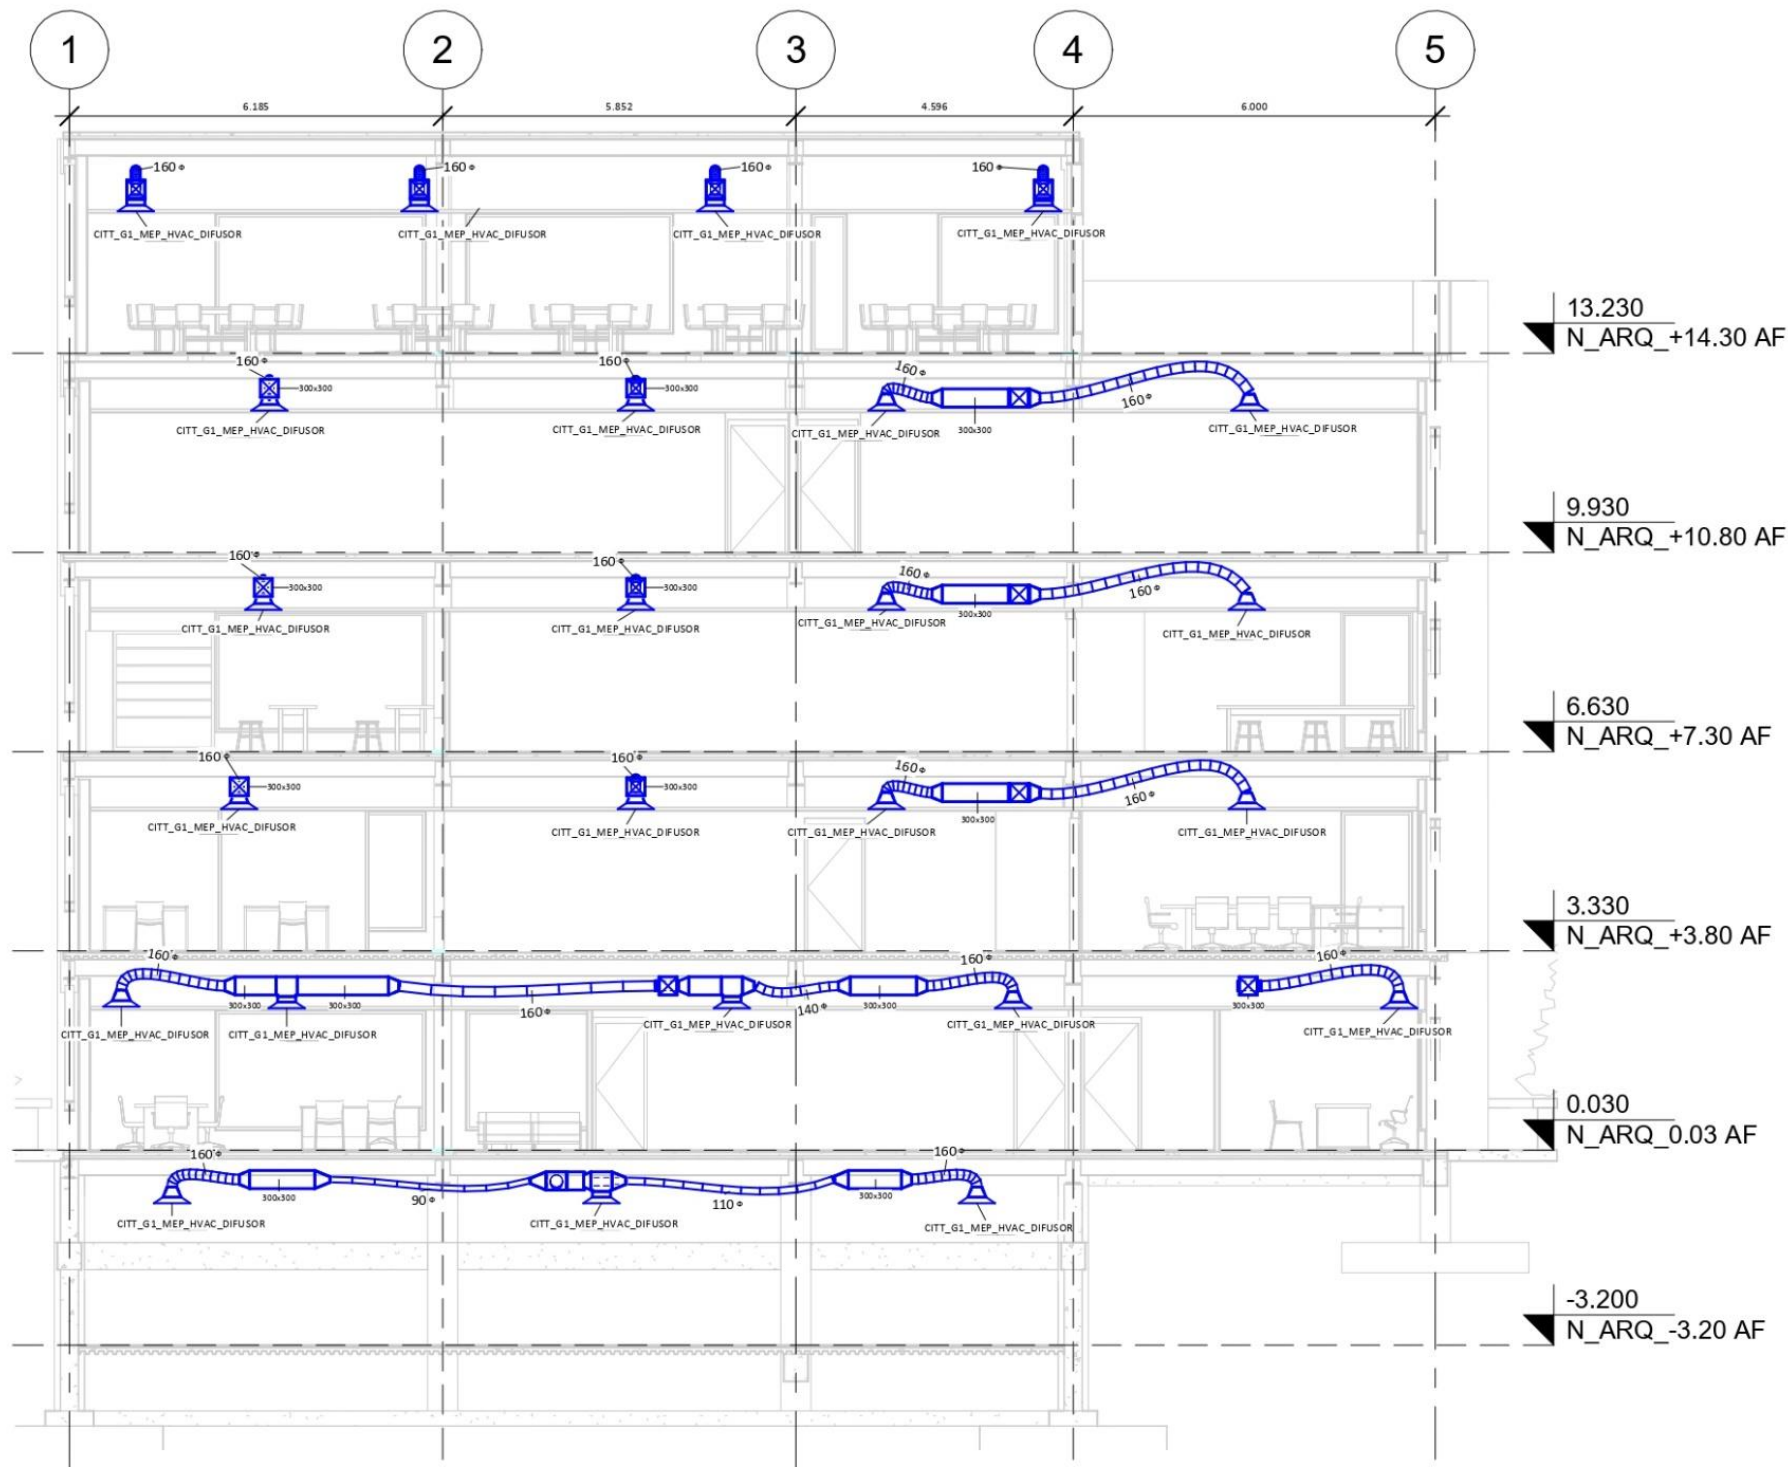 1 2 3 4 5
6.185 5.852 4.596 6.000
160⌀ 160⌀ 160⌀ 160⌀
CITT_G1_MEP_HVAC_DIFUSOR CITT_G1_MEP_HVAC_DIFUSOR CITT_G1_MEP_HVAC_DIFUSOR CITT_G1_MEP_HVAC_DIFUSOR
13.230
N_ARQ_+14.30 AF
160⌀ 160⌀ 160⌀
300x300 300x300 160⌀
300x300
CITT_G1_MEP_HVAC_DIFUSOR CITT_G1_MEP_HVAC_DIFUSOR CITT_G1_MEP_HVAC_DIFUSOR CITT_G1_MEP_HVAC_DIFUSOR
9.930
N_ARQ_+10.80 AF
160⌀ 160⌀ 160⌀
300x300 300x300 160⌀
300x300
CITT_G1_MEP_HVAC_DIFUSOR CITT_G1_MEP_HVAC_DIFUSOR CITT_G1_MEP_HVAC_DIFUSOR CITT_G1_MEP_HVAC_DIFUSOR
6.630
N_ARQ_+7.30 AF
160⌀ 160⌀ 160⌀
300x300 300x300 160⌀
300x300
CITT_G1_MEP_HVAC_DIFUSOR CITT_G1_MEP_HVAC_DIFUSOR CITT_G1_MEP_HVAC_DIFUSOR CITT_G1_MEP_HVAC_DIFUSOR
3.330
N_ARQ_+3.80 AF
160⌀ 160⌀ 160⌀
300x300 300x300 160⌀ 140⌀ 300x300 300x300
CITT_G1_MEP_HVAC_DIFUSOR CITT_G1_MEP_HVAC_DIFUSOR CITT_G1_MEP_HVAC_DIFUSOR CITT_G1_MEP_HVAC_DIFUSOR CITT_G1_MEP_HVAC_DIFUSOR
0.030
N_ARQ_0.03 AF
160⌀ 160⌀
300x300 90⌀ 110⌀ 300x300
CITT_G1_MEP_HVAC_DIFUSOR CITT_G1_MEP_HVAC_DIFUSOR CITT_G1_MEP_HVAC_DIFUSOR
-3.200
N_ARQ_-3.20 AF